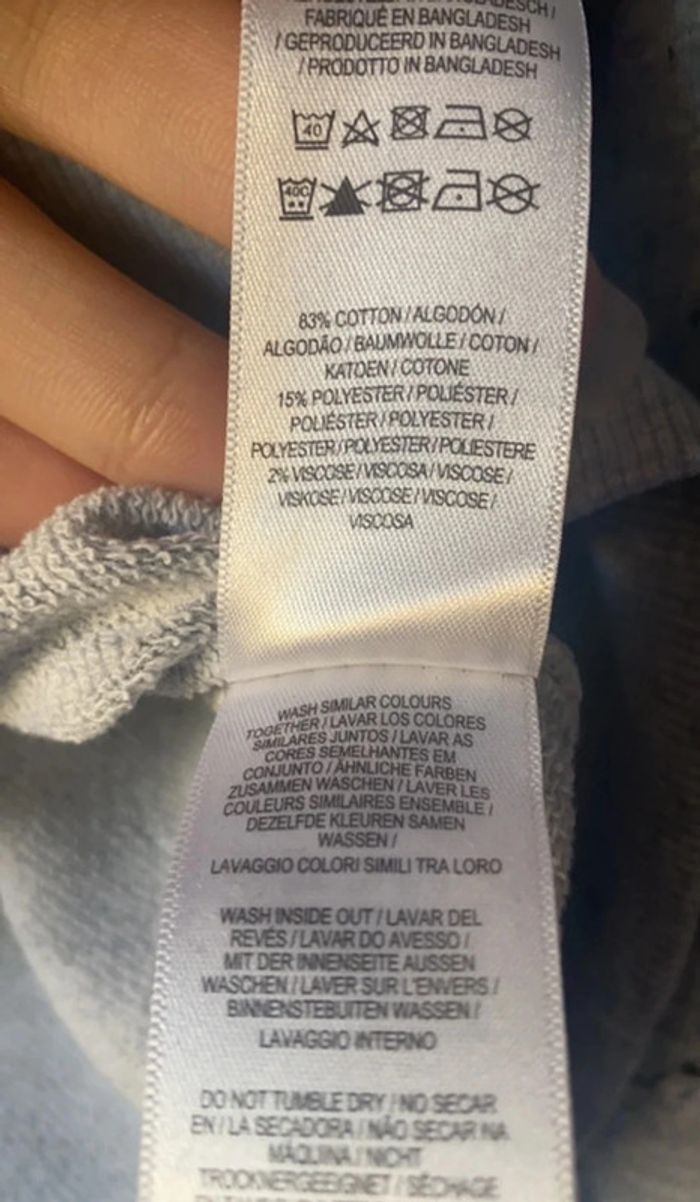 FABRIQUÉ EN BANGLADESH
/ GEPRODUCEERD IN BANGLADESH
/ PRODOTTO IN BANGLADESH
40
40C
83% COTTON / ALGODÓN /
ALGODÃO / BAUMWOLLE / COTON /
KATOEN / COTONE
15% POLYESTER / POLIÉSTER /
POLIÉSTER / POLYESTER /
POLYESTER / POLYESTER / POLIESTERE
2% VISCOSE / VISCOSA / VISCOSE /
VISKOSE / VISCOSE / VISCOSE /
VISCOSA
WASH SIMILAR COLOURS
TOGETHER / LAVAR LOS COLORES
SIMILARES JUNTOS / LAVAR AS
CORES SEMELHANTES EM
CONJUNTO / ÄHNLICHE FARBEN
ZUSAMMEN WASCHEN / LAVER LES
COULEURS SIMILAIRES ENSEMBLE /
DEZELFDE KLEUREN SAMEN
WASSEN /
LAVAGGIO COLORI SIMILI TRA LORO
WASH INSIDE OUT / LAVAR DEL
REVÉS / LAVAR DO AVESSO /
MIT DER INNENSEITE AUSSEN
WASCHEN / LAVER SUR L'ENVERS /
BINNENSTEBUITEN WASSEN /
LAVAGGIO INTERNO
DO NOT TUMBLE DRY / NO SECAR
EN / LA SECADORA / NÃO SECAR NA
MÁQUINA / NICHT
TROCKNERGEEIGNET / SÉCHAGE